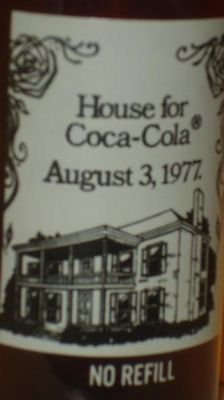 House for
Coca-Cola®
August 3, 1977.
NO REFILL